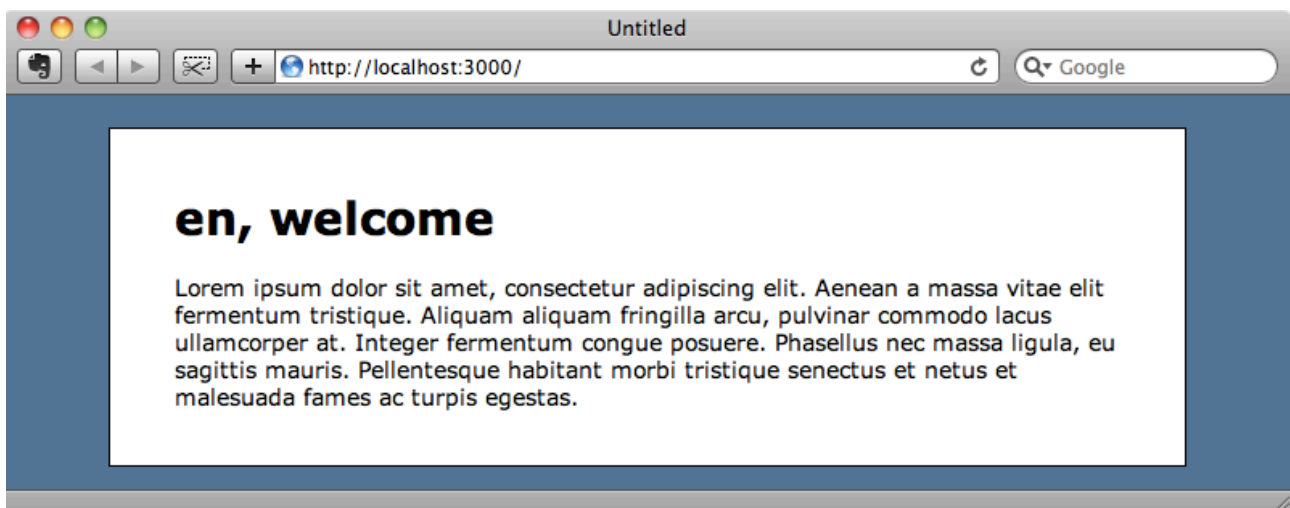 Untitled
http://localhost:3000/
Google
en, welcome
Lorem ipsum dolor sit amet, consectetur adipiscing elit. Aenean a massa vitae elit
fermentum tristique. Aliquam aliquam fringilla arcu, pulvinar commodo lacus
ullamcorper at. Integer fermentum congue posuere. Phasellus nec massa ligula, eu
sagittis mauris. Pellentesque habitant morbi tristique senectus et netus et
malesuada fames ac turpis egestas.